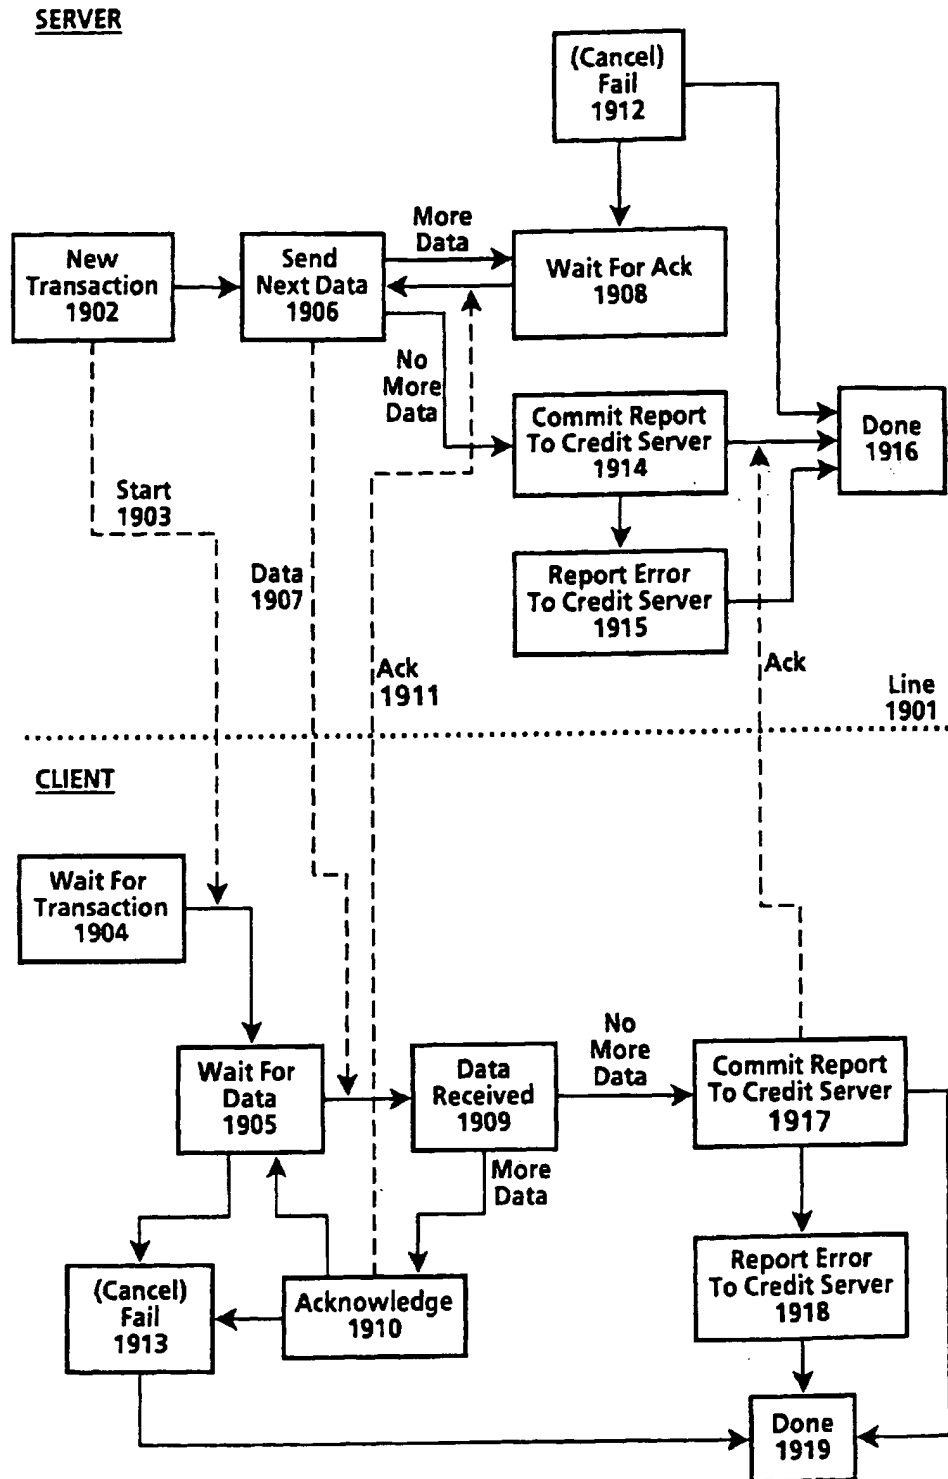 SERVER
(Cancel)
Fail
1912
More
Data
New
Transaction
1902
Send
Next Data
1906
Wait For Ack
1908
No
More
Data
Commit Report
To Credit Server
1914
Done
1916
Start
1903
Data
1907
Report Error
To Credit Server
1915
Ack
1911
Ack
Line
1901
CLIENT
Wait For
Transaction
1904
No
More
Data
Wait For
Data
1905
Data
Received
1909
Commit Report
To Credit Server
1917
More
Data
(Cancel)
Fail
1913
Acknowledge
1910
Report Error
To Credit Server
1918
Done
1919